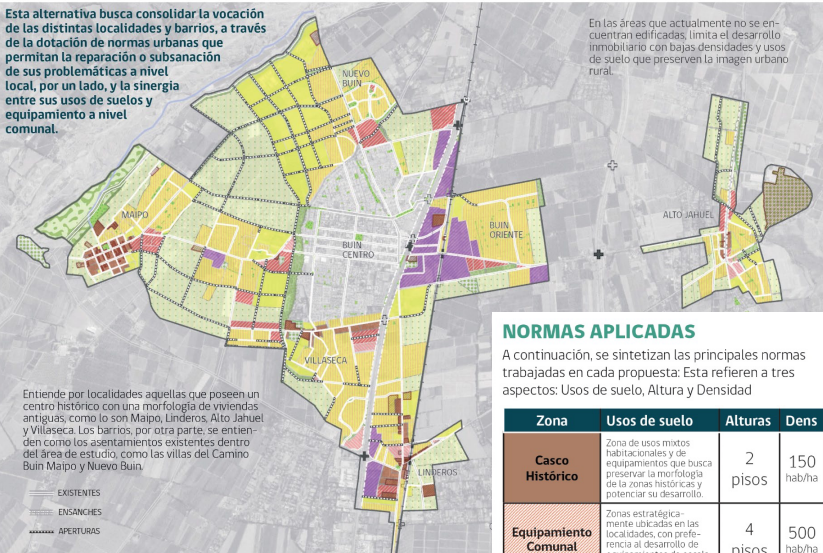 Esta alternativa busca consolidar la vocación
de las distintas localidades y barrios, a través
de la dotación de normas urbanas que
permitan la reparación o subsanación
de sus problemáticas a nivel
local, por un lado, y la sinergia
entre sus usos de suelos y
equipamiento a nivel
comunal.
En las áreas que actualmente no se en-
cuentran edificadas, limita el desarrollo
inmobiliario con bajas densidades y usos
de suelo que preserven la imagen urbano
rural.
NUEVO
BUIN
MAIPO
BUIN
CENTRO
BUIN
ORIENTE
ALTO JAHUEL
VILLASECA
LINDEROS
Entiende por localidades aquellas que poseen un
centro histórico con una morfología de viviendas
antiguas, como lo son Maipo, Linderos, Alto Jahuel
y Villaseca. Los barrios, por otra parte, se entien-
den como los asentamientos existentes dentro
del área de estudio, como las villas del Camino
Buin Maipo y Nuevo Buin.
EXISTENTES
ENSANCHES
APERTURAS
NORMAS APLICADAS
A continuación, se sintetizan las principales normas
trabajadas en cada propuesta: Esta refieren a tres
aspectos: Usos de suelo, Altura y Densidad
Zona Usos de suelo Alturas Dens
Casco
Histórico
Zona de usos mixtos
habitacionales y de
equipamientos que busca
preservar la morfología
de la zonas históricas y
potenciar su desarrollo.
2
pisos
150
hab/ha
Equipamiento
Comunal
Zonas estratégica-
mente ubicadas en las
localidades, con prefe-
rencia al desarrollo de
4
pisos
500
hab/ha